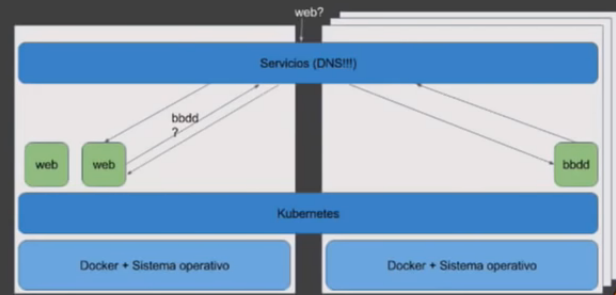 web?
Servicios (DNS!!!)
bbdd
?
web
web
bbdd
Kubernetes
Docker + Sistema operativo
Docker + Sistema operativo